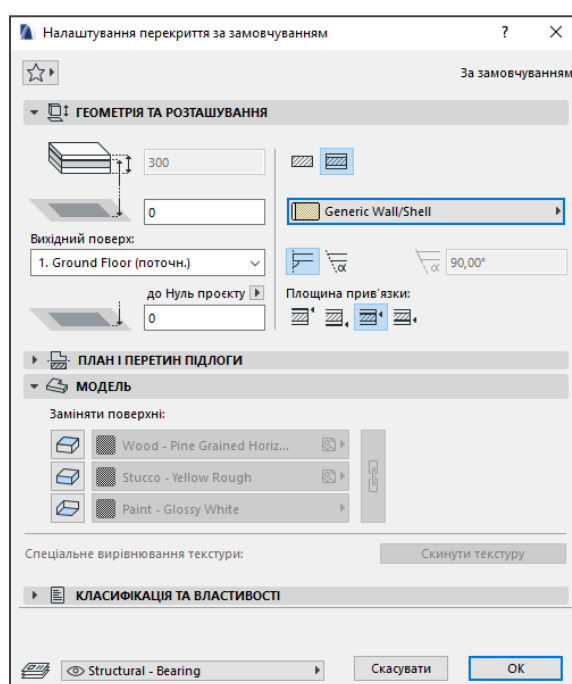 Налаштування перекриття за замовчуванням ?
За замовчуванням
ГЕОМЕТРІЯ ТА РОЗТАШУВАННЯ
300
0
Generic Wall/Shell
Вихідний поверх:
1. Ground Floor (поточн.)
α α 90,00°
до Нуль проєкту
Площина прив'язки:
0
ПЛАН І ПЕРЕТИН ПІДЛОГИ
МОДЕЛЬ
Заміняти поверхні:
Wood - Pine Grained Horiz...
Stucco - Yellow Rough
Paint - Glossy White
Спеціальне вирівнювання текстури: Скинути текстуру
КЛАСИФІКАЦІЯ ТА ВЛАСТИВОСТІ
Structural - Bearing Скасувати OK